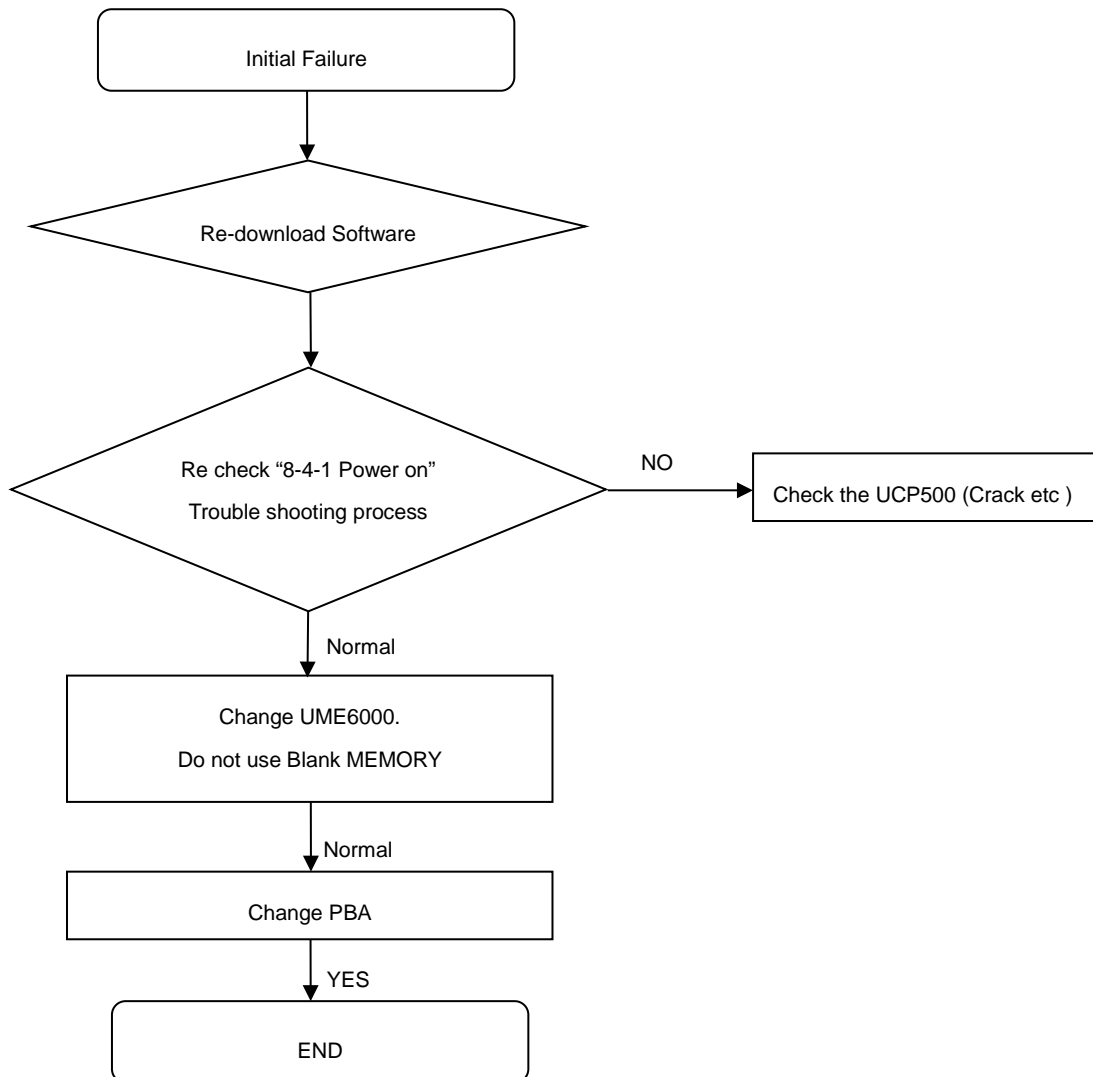 Initial Failure
Re-download Software
Re check “8-4-1 Power on”
Trouble shooting process
NO
Check the UCP500 (Crack etc )
Normal
Change UME6000.
Do not use Blank MEMORY
Normal
Change PBA
YES
END